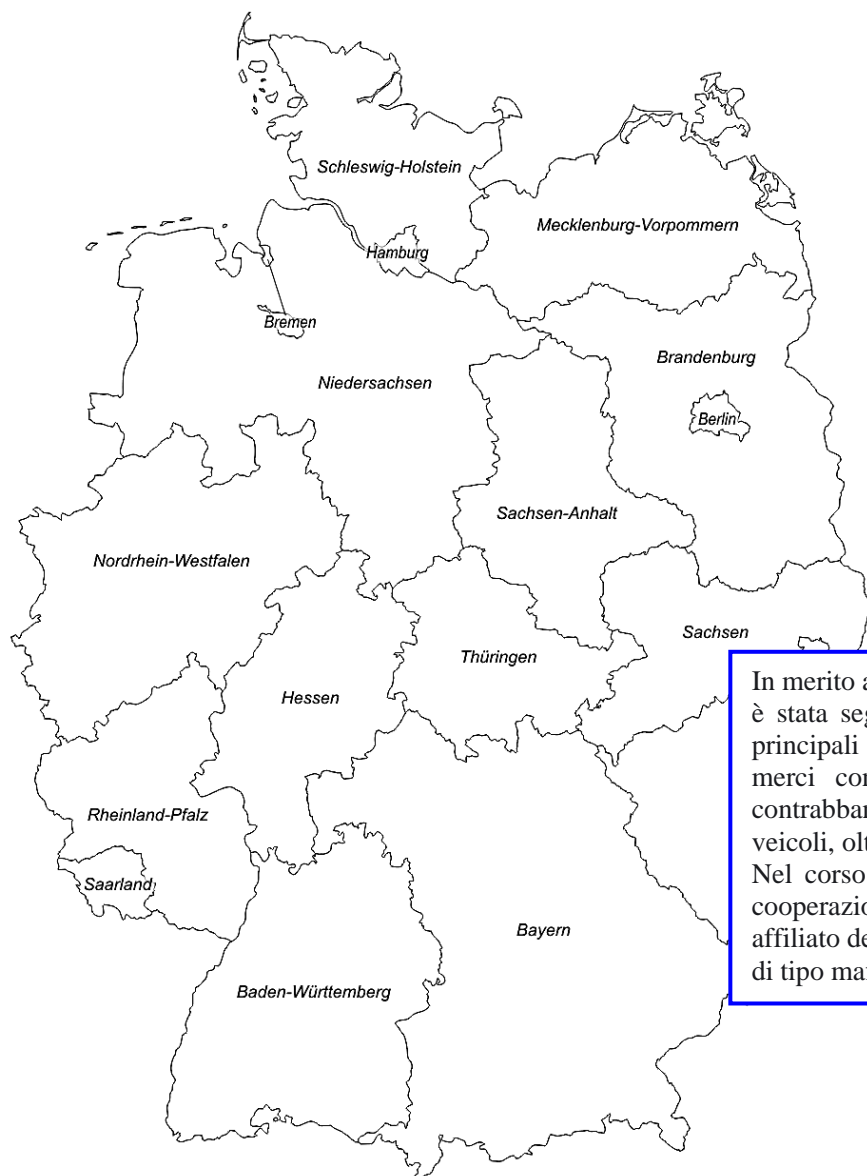 Schleswig-Holstein
Mecklenburg-Vorpommern
Hamburg
Bremen
Brandenburg
Niedersachsen
Berlin
Sachsen-Anhalt
Nordrhein-Westfalen
Sachsen
Thüringen
Hessen
In merito a
è stata seg
principali
merci con
contrabban
veicoli, olt
Nel corso
cooperazio
affiliato de
di tipo maf
Rheinland-Pfalz
Saarland
Bayern
Baden-Württemberg